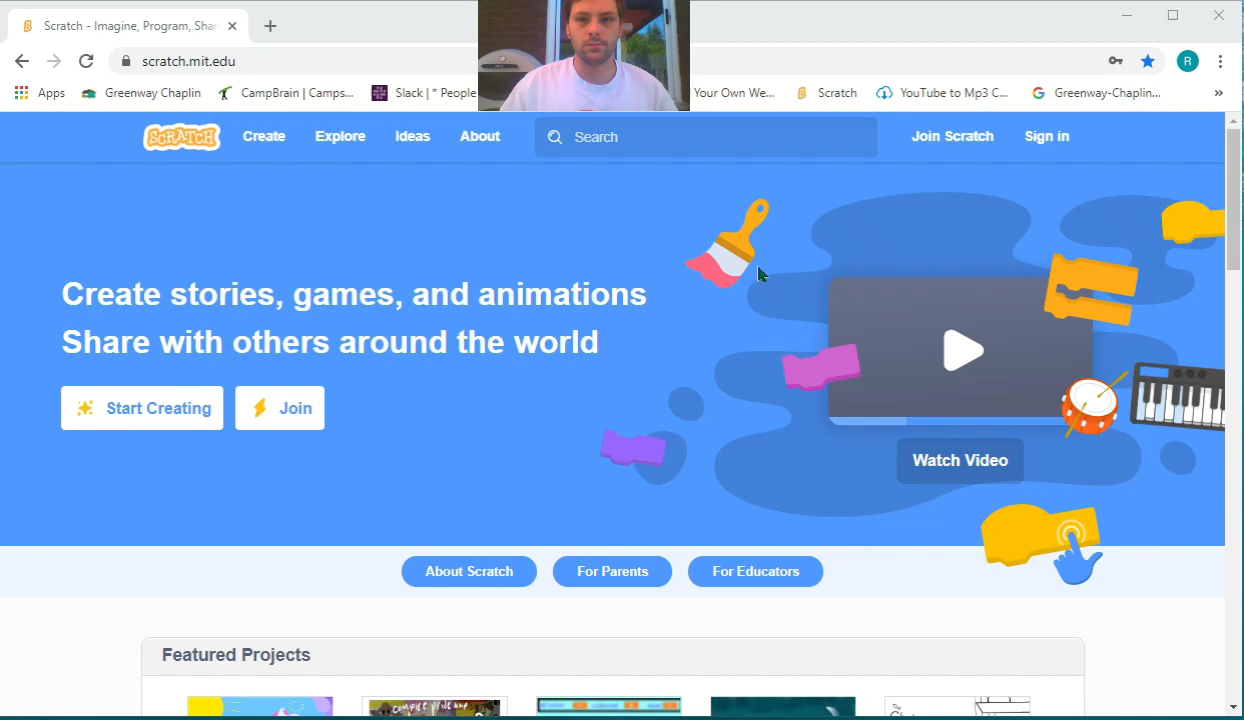 Scratch - Imagine, Program, Shar
scratch.mit.edu
R
Apps
Greenway Chaplin
CampBrain | Camps...
Slack | * People
Your Own We...
Scratch
YouTube to Mp3 C...
Greenway-Chaplin...
SCRATCH
Create
Explore
Ideas
About
Search
Join Scratch
Sign in
Create stories, games, and animations
Share with others around the world
Start Creating
Join
Watch Video
About Scratch
For Parents
For Educators
Featured Projects